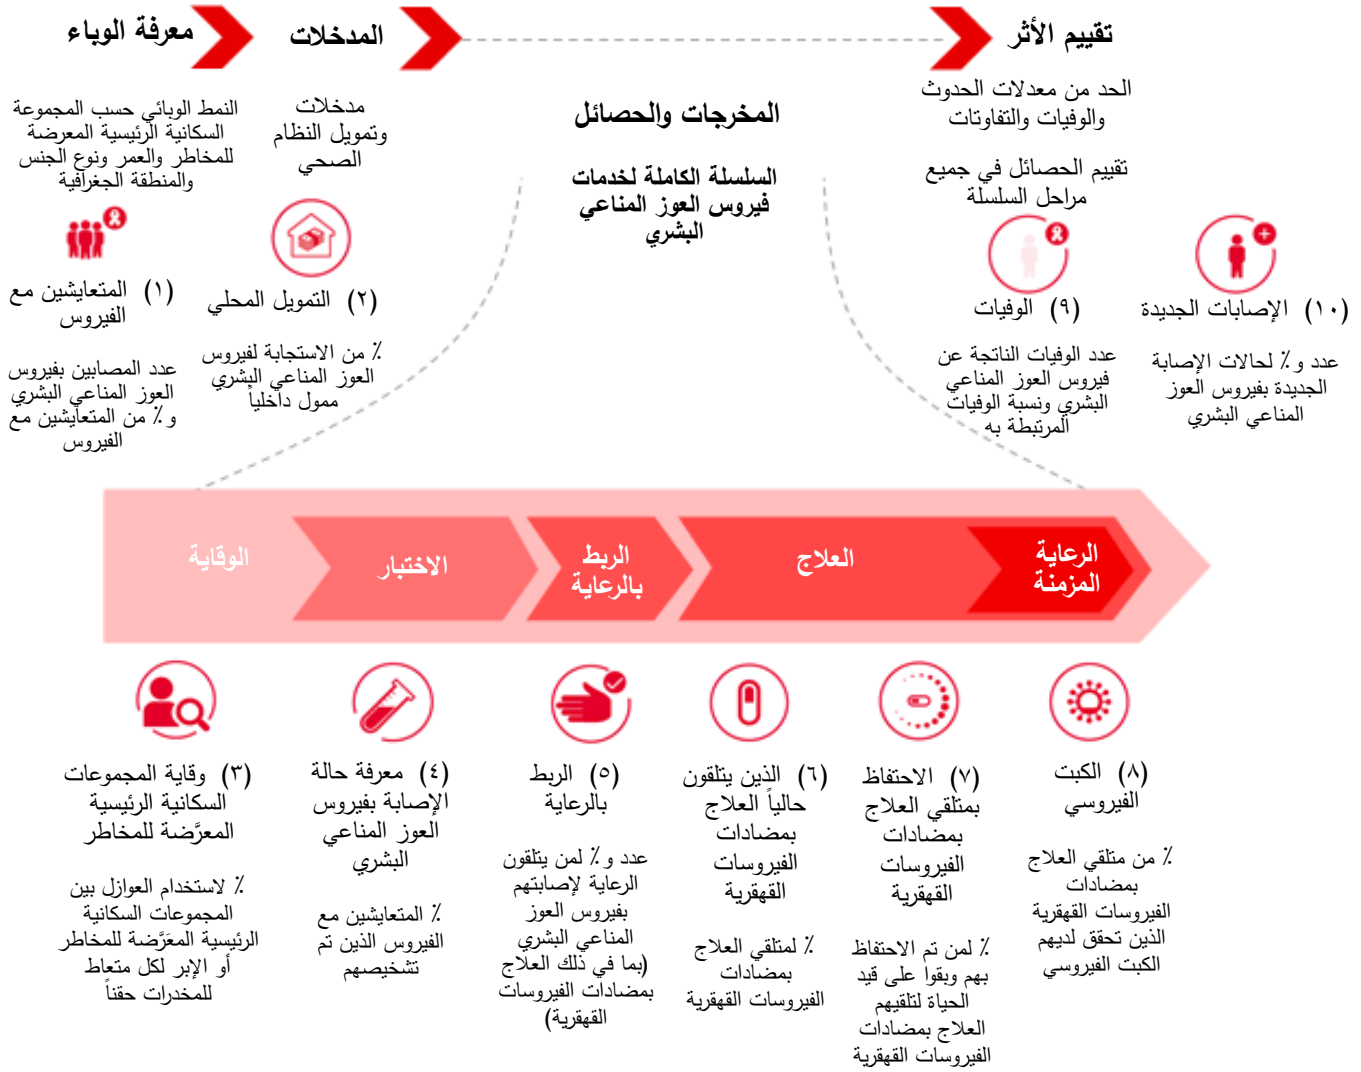 معرفة الوباء
المدخلات
تقييم الأثر
النمط الوبائي حسب المجموعة
السكانية الرئيسية المعرضة
للمخاطر والعمر ونوع الجنس
والمنطقة الجغرافية
مدخلات
وتمويل النظام
الصحي
المخرجات والحصائل
السلسلة الكاملة لخدمات
فيروس العوز المناعي
البشري
الحد من معدلات الحدوث
والوفيات والتفاوتات
تقييم الحصائل في جميع
مراحل السلسلة
(١) المتعايشين مع
الفيروس
عدد المصابين بفيروس
العوز المناعي البشري
و٪ من المتعايشين مع
الفيروس
(٢) التمويل المحلي
٪ من الاستجابة لفيروس
العوز المناعي البشري
ممول داخلياً
(٩) الوفيات
عدد الوفيات الناتجة عن
فيروس العوز المناعي
البشري ونسبة الوفيات
المرتبطة به
(١٠) الإصابات الجديدة
عدد و٪ لحالات الإصابة
الجديدة بفيروس العوز
المناعي البشري
الوقاية
الاختبار
الربط
بالرعاية
العلاج
الرعاية
المزمنة
(٣) وقاية المجموعات
السكانية الرئيسية
المعرَّضة للمخاطر
٪ لاستخدام العوازل بين
المجموعات السكانية
الرئيسية المعَرَّضة للمخاطر
أو الإبر لكل متعاط
للمخدرات حقناً
(٤) معرفة حالة
الإصابة بفيروس
العوز المناعي
البشري
٪ المتعايشين مع
الفيروس الذين تم
تشخيصهم
(٥) الربط
بالرعاية
عدد و٪ لمن يتلقون
الرعاية لإصابتهم
بفيروس العوز
المناعي البشري
(بما في ذلك العلاج
بمضادات الفيروسات
القهقرية)
(٦) الذين يتلقون
حالياً العلاج
بمضادات
الفيروسات
القهقرية
٪ لمتلقي العلاج
بمضادات
الفيروسات القهقرية
(٧) الاحتفاظ
بمتلقي العلاج
بمضادات
الفيروسات
القهقرية
٪ لمن تم الاحتفاظ
بهم وبقوا على قيد
الحياة لتلقيهم
العلاج بمضادات
الفيروسات القهقرية
(٨) الكبت
الفيروسي
٪ من متلقي العلاج
بمضادات
الفيروسات القهقرية
الذين تحقق لديهم
الكبت الفيروسي